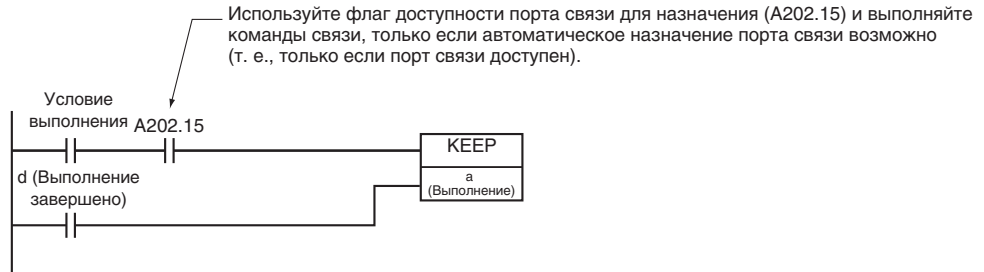 Используйте флаг доступности порта связи для назначения (A202.15) и выполняйте
команды связи, только если автоматическое назначение порта связи возможно
(т. е., только если порт связи доступен).
Условие
выполнения
A202.15
KEEP
a
(Выполнение)
d (Выполнение
завершено)